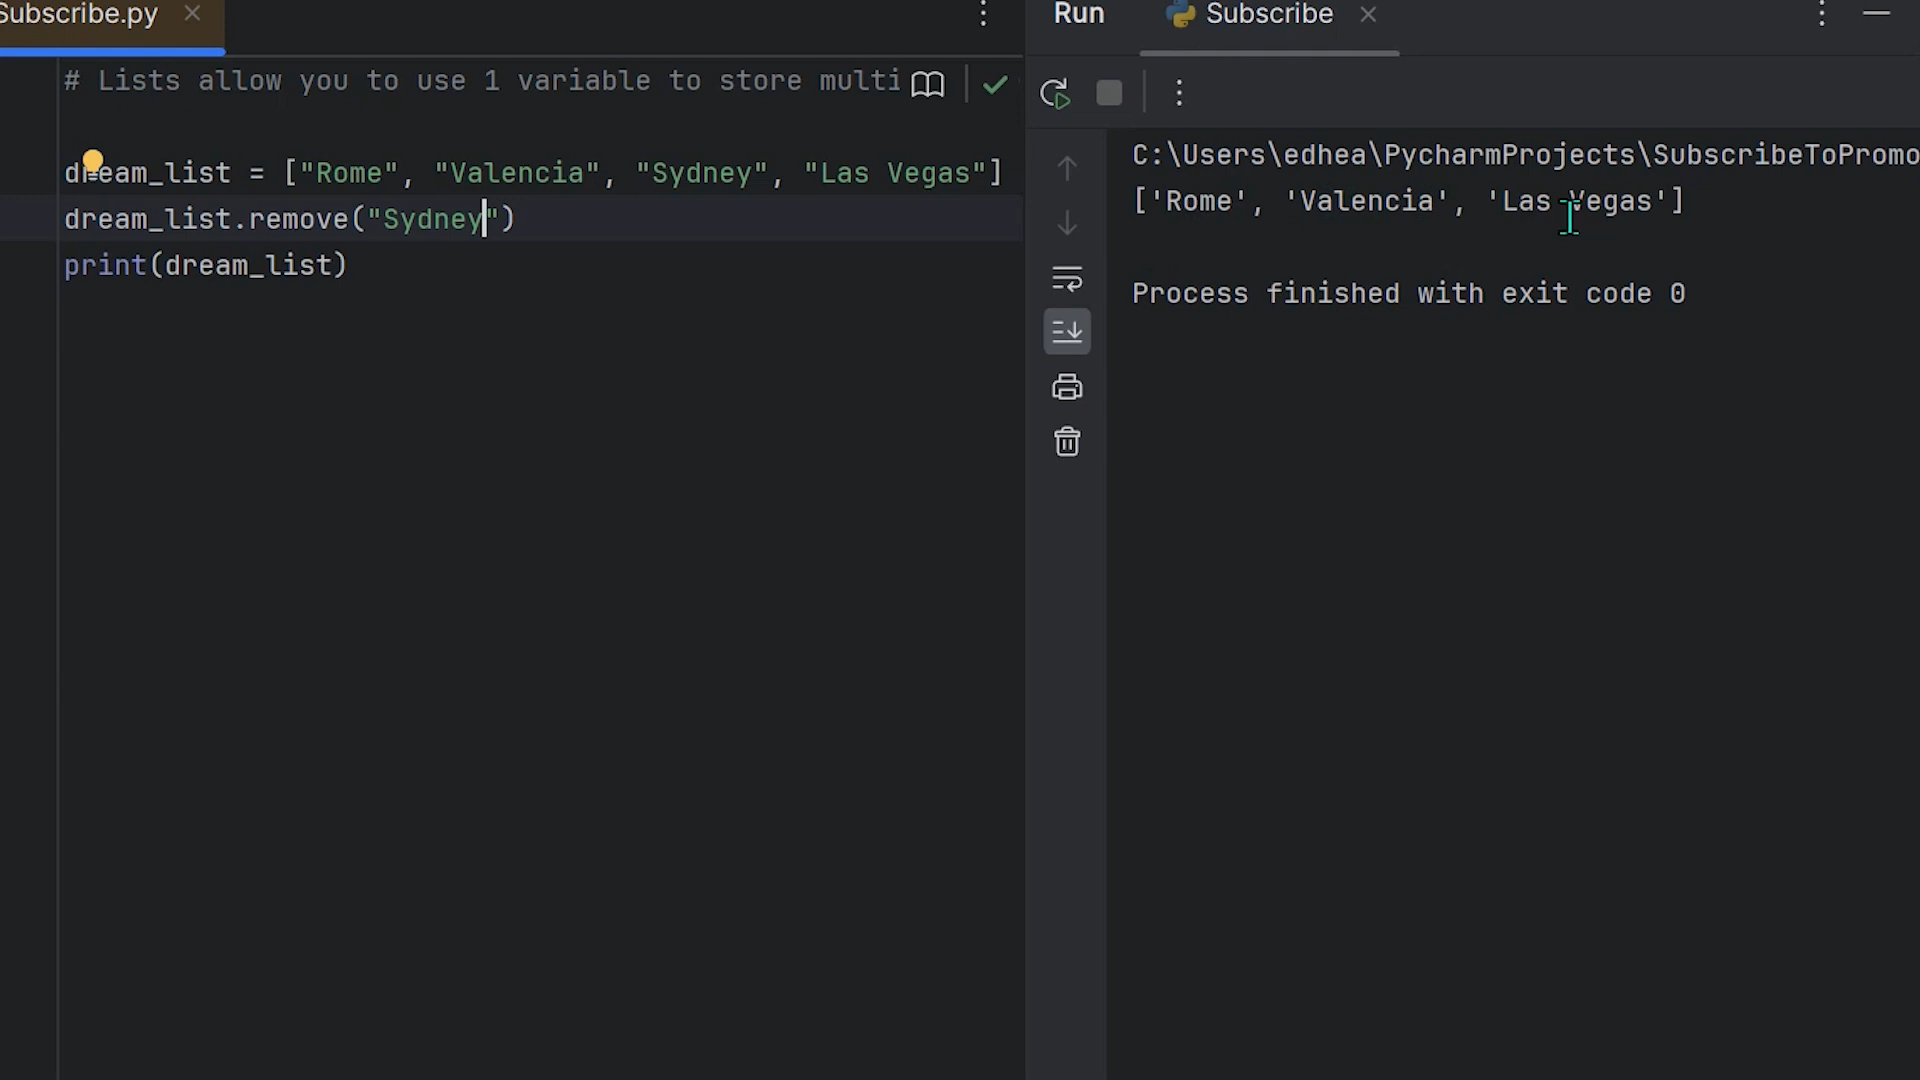 Subscribe.py
# Lists allow you to use 1 variable to store multi
dream_list = ["Rome", "Valencia", "Sydney", "Las Vegas"]
dream_list.remove("Sydney")
print(dream_list)
Run Subscribe
C:\Users\edhea\PycharmProjects\SubscribeToPromo
['Rome', 'Valencia', 'Las Vegas']
Process finished with exit code 0